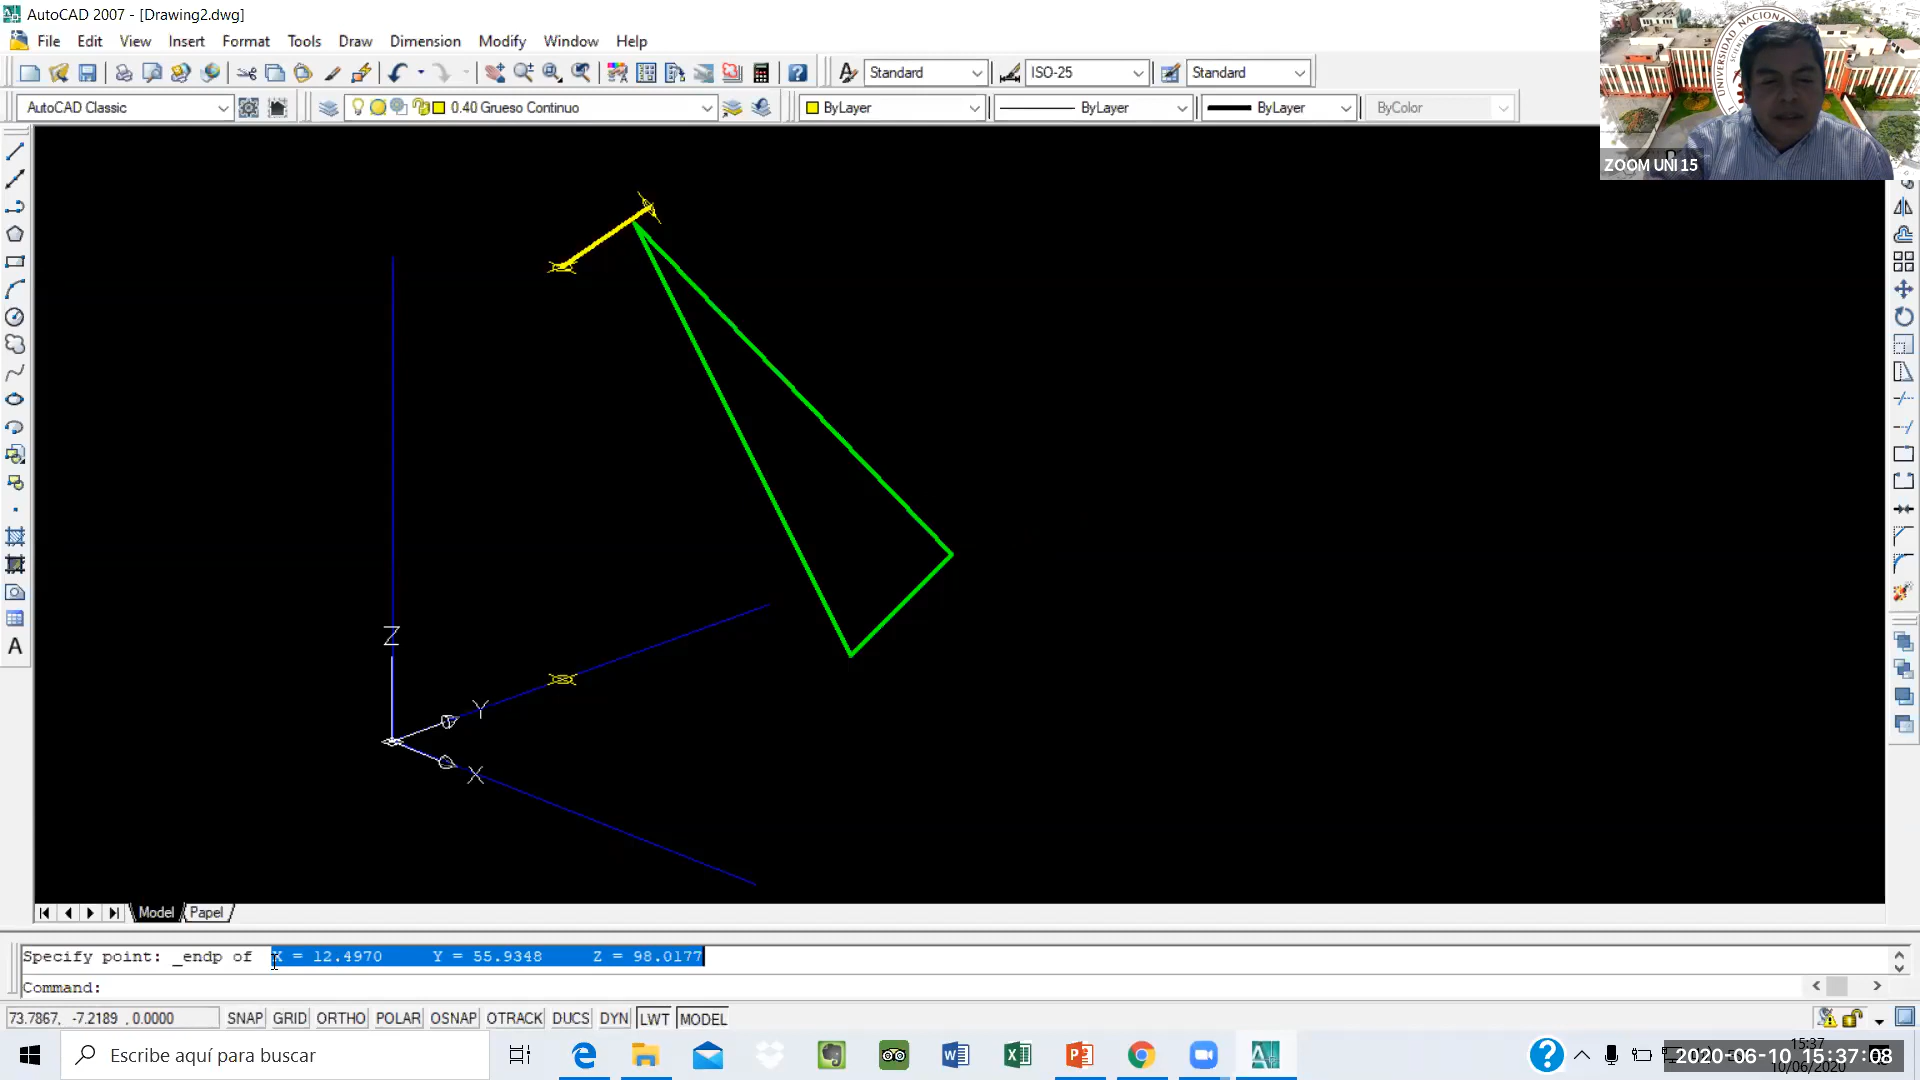 AutoCAD 2007 - [Drawing2.dwg]
File Edit View Insert Format Tools Draw Dimension Modify Window Help
Standard ISO-25 Standard
AutoCAD Classic 0.40 Grueso Continuo ByLayer ByLayer ByLayer ByColor
ZOOM UNI 15
Z
Y
X
A
Model Papel
Specify point: _endp of X = 12.4970 Y = 55.9348 Z = 98.0177
Command:
73.7867, -7.2189 , 0.0000 SNAP GRID ORTHO POLAR OSNAP OTRACK DUCS DYN LWT MODEL
Escribe aquí para buscar
15:37
2020-06-10 15:37:08
10/06/2020